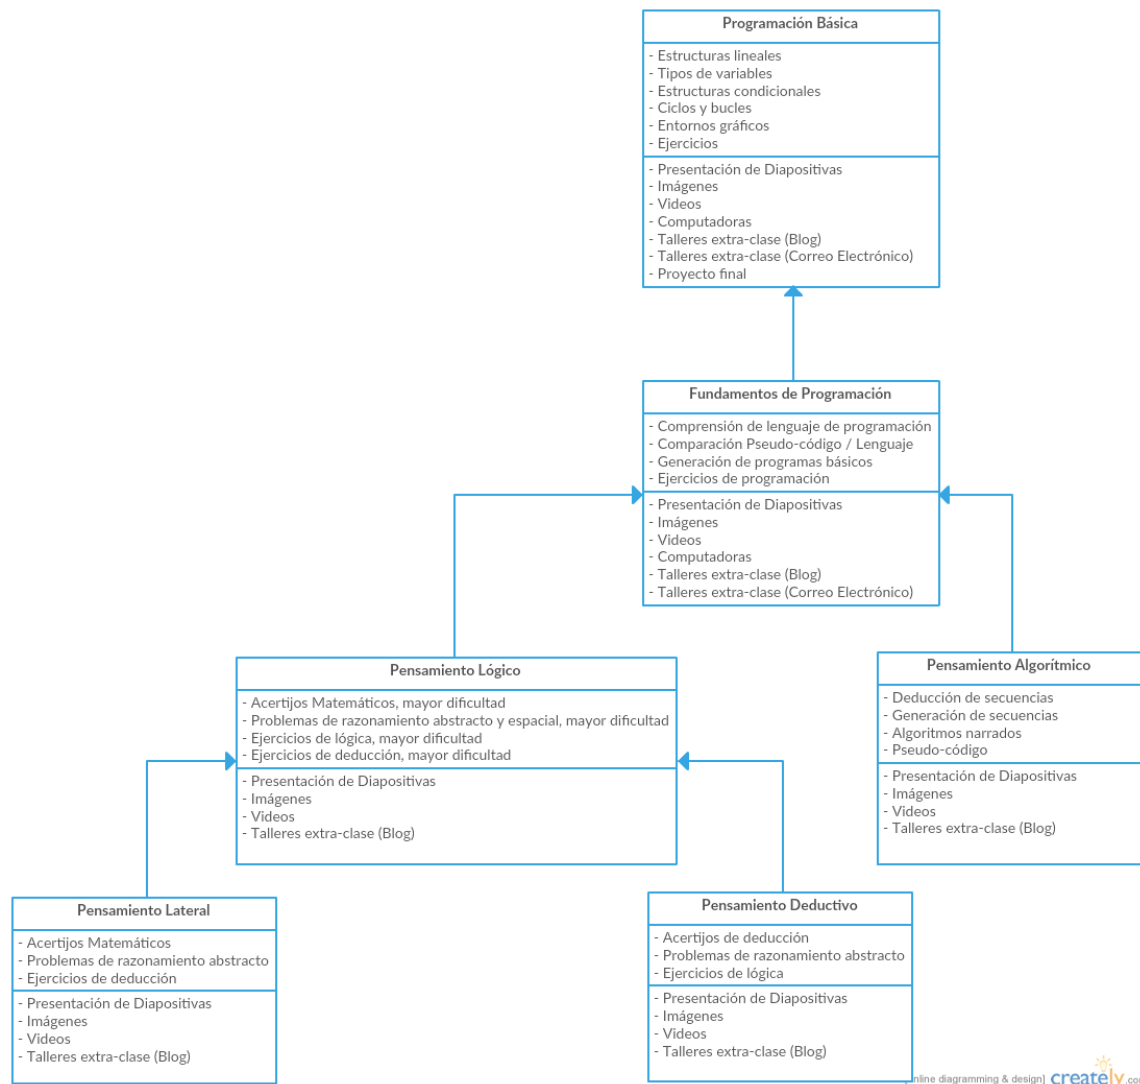 Programación Básica
- Estructuras lineales
- Tipos de variables
- Estructuras condicionales
- Ciclos y bucles
- Entornos gráficos
- Ejercicios
- Presentación de Diapositivas
- Imágenes
- Videos
- Computadoras
- Talleres extra-clase (Blog)
- Talleres extra-clase (Correo Electrónico)
- Proyecto final
Fundamentos de Programación
- Comprensión de lenguaje de programación
- Comparación Pseudo-código / Lenguaje
- Generación de programas básicos
- Ejercicios de programación
- Presentación de Diapositivas
- Imágenes
- Videos
- Computadoras
- Talleres extra-clase (Blog)
- Talleres extra-clase (Correo Electrónico)
Pensamiento Lógico
- Acertijos Matemáticos, mayor dificultad
- Problemas de razonamiento abstracto y espacial, mayor dificultad
- Ejercicios de lógica, mayor dificultad
- Ejercicios de deducción, mayor dificultad
- Presentación de Diapositivas
- Imágenes
- Videos
- Talleres extra-clase (Blog)
Pensamiento Algorítmico
- Deducción de secuencias
- Generación de secuencias
- Algoritmos narrados
- Pseudo-código
- Presentación de Diapositivas
- Imágenes
- Videos
- Talleres extra-clase (Blog)
Pensamiento Lateral
- Acertijos Matemáticos
- Problemas de razonamiento abstracto
- Ejercicios de deducción
- Presentación de Diapositivas
- Imágenes
- Videos
- Talleres extra-clase (Blog)
Pensamiento Deductivo
- Acertijos de deducción
- Problemas de razonamiento abstracto
- Ejercicios de lógica
- Presentación de Diapositivas
- Imágenes
- Videos
- Talleres extra-clase (Blog)
diagramming & design] creately.com